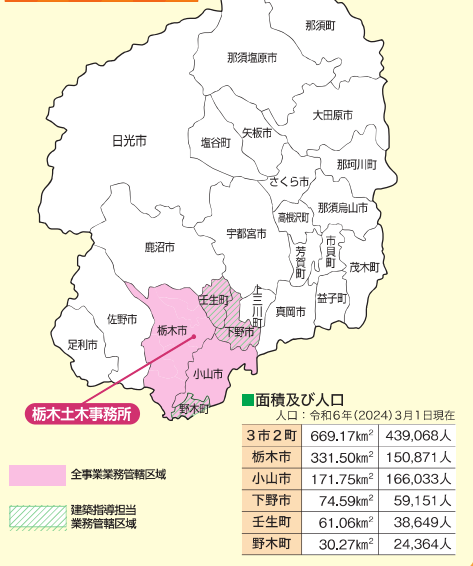 那須町
那須塩原市
大田原市
日光市
塩谷町
矢板市
那珂川町
さくら市
那須烏山市
高根沢町
宇都宮市
鹿沼市
芳賀町
市貝町
茂木町
益子町
真岡市
上三川町
壬生町
下野市
栃木市
佐野市
足利市
小山市
野木町
栃木土木事務所
全事業業務管轄区域
建築指導担当
業務管轄区域
■面積及び人口
人口：令和6年(2024)3月1日現在
3市2町 669.17k㎡ 439,068人
栃木市 331.50k㎡ 150,871人
小山市 171.75k㎡ 166,033人
下野市 74.59k㎡ 59,151人
壬生町 61.06k㎡ 38,649人
野木町 30.27k㎡ 24,364人